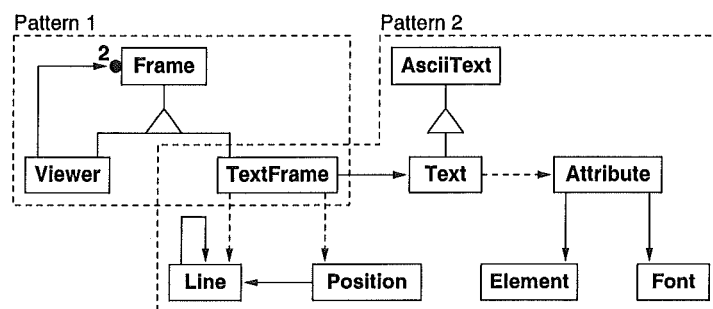 Pattern 1
Pattern 2
2
Frame
AsciiText
Viewer
TextFrame
Text
Attribute
Line
Position
Element
Font